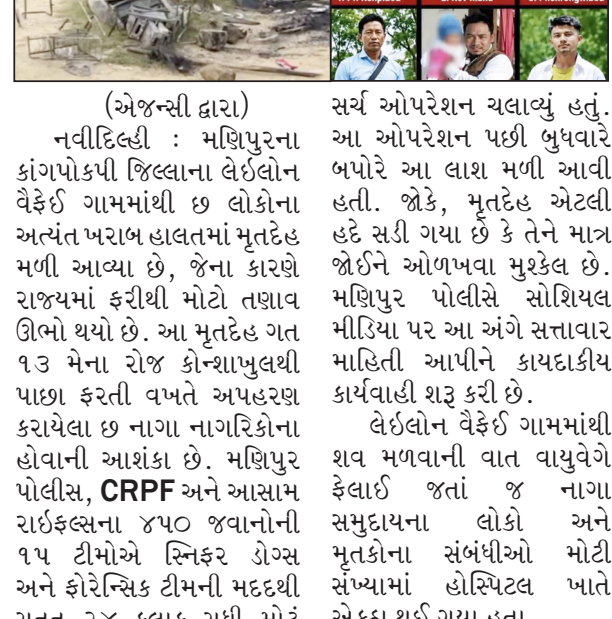 (એજન્સી દ્વારા)
નવીદિલ્હી : મણિપુરના
કાંગપોકપી જિલ્લાના લેઇલોન
વૈફેઈ ગામમાંથી છ લોકોના
અત્યંત ખરાબ હાલતમાં મૃતદેહ
મળી આવ્યા છે, જેના કારણે
રાજ્યમાં ફરીથી મોટો તણાવ
ઊભો થયો છે. આ મૃતદેહ ગત
૧૩ મેના રોજ કોન્શાખુલથી
પાછા ફરતી વખતે અપહરણ
કરાયેલા છ નાગા નાગરિકોના
હોવાની આશંકા છે. મણિપુર
પોલીસ, CRPF અને આસામ
રાઇફલ્સના ૪૫૦ જવાનોની
૧૫ ટીમોએ સ્નિફર ડોગ્સ
અને ફોરેન્સિક ટીમની મદદથી
સર્ચ ઓપરેશન ચલાવ્યું હતું.
આ ઓપરેશન પછી બુધવારે
બપોરે આ લાશ મળી આવી
હતી. જોકે, મૃતદેહ એટલી
હદે સડી ગયા છે કે તેને માત્ર
જોઈને ઓળખવા મુશ્કેલ છે.
મણિપુર પોલીસે સોશિયલ
મીડિયા પર આ અંગે સત્તાવાર
માહિતી આપીને કાયદાકીય
કાર્યવાહી શરૂ કરી છે.
લેઇલોન વૈફેઈ ગામમાંથી
શવ મળવાની વાત વાયુવેગે
ફેલાઈ જતાં જ નાગા
સમુદાયના લોકો અને
મૃતકોના સંબંધીઓ મોટી
સંખ્યામાં હોસ્પિટલ ખાતે